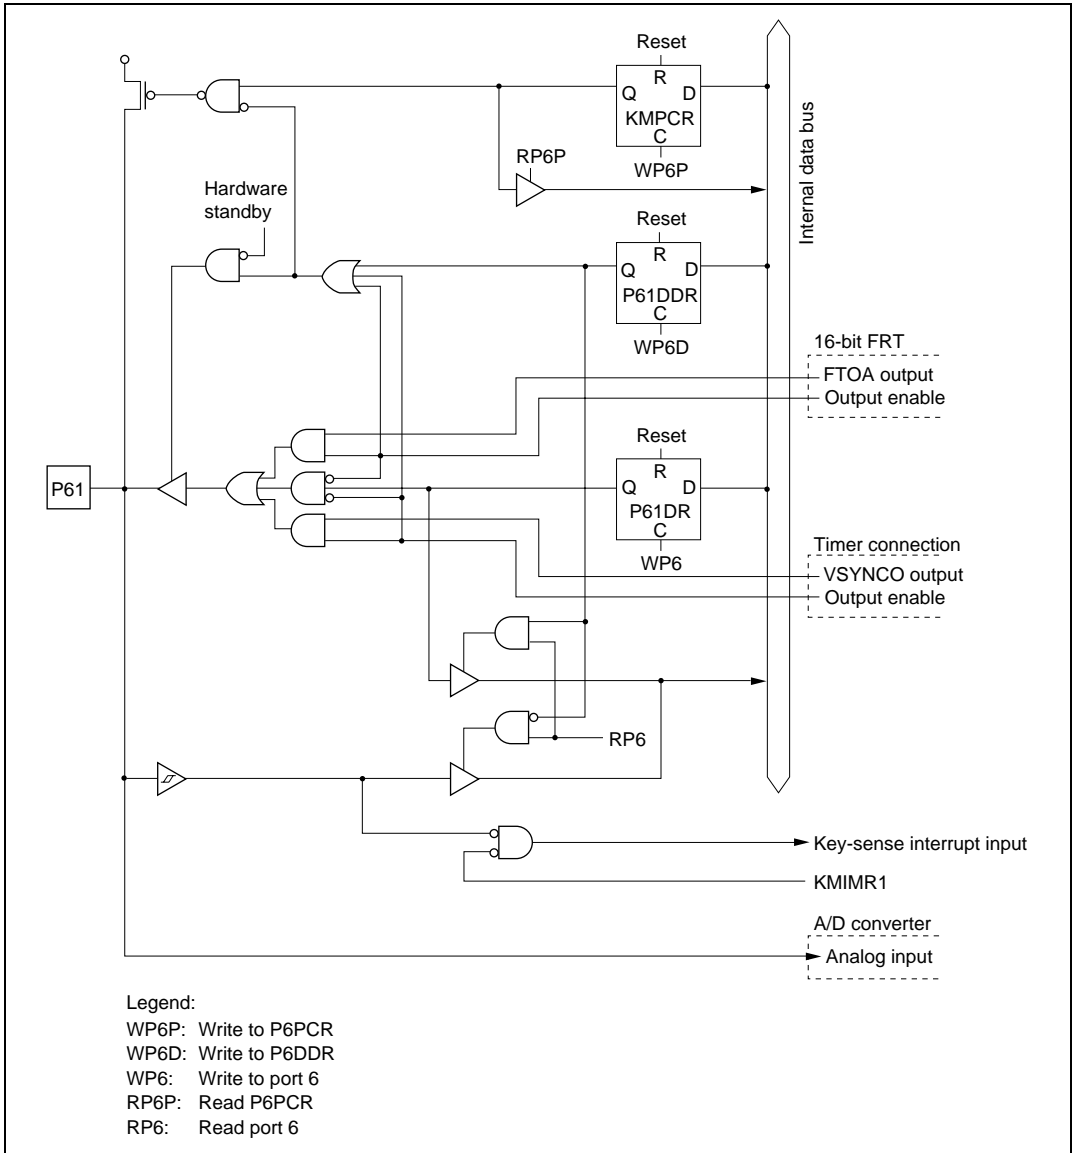 Reset
R
Q D
KMPCR
C
WP6P
RP6P
Internal data bus
Hardware
standby
Reset
R
Q D
P61DDR
C
WP6D
16-bit FRT
FTOA output
Output enable
Reset
R
Q D
P61DR
C
WP6
P61
Timer connection
VSYNCO output
Output enable
RP6
Key-sense interrupt input
KMIMR1
A/D converter
Analog input
Legend:
WP6P: Write to P6PCR
WP6D: Write to P6DDR
WP6: Write to port 6
RP6P: Read P6PCR
RP6: Read port 6